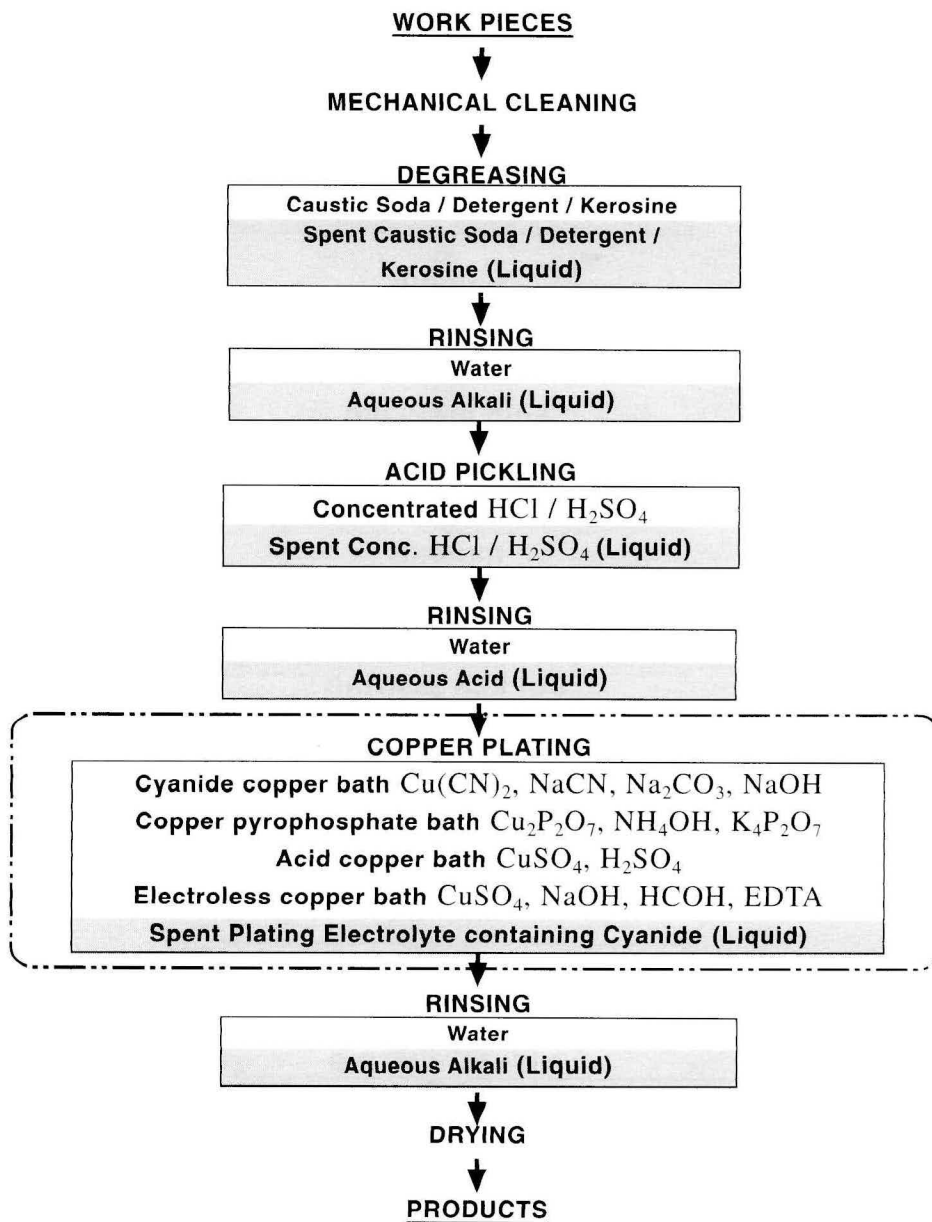 WORK PIECES
MECHANICAL CLEANING
DEGREASING
Caustic Soda / Detergent / Kerosine
Spent Caustic Soda / Detergent /
Kerosine (Liquid)
RINSING
Water
Aqueous Alkali (Liquid)
ACID PICKLING
Concentrated HCl / H₂SO₄
Spent Conc. HCl / H₂SO₄ (Liquid)
RINSING
Water
Aqueous Acid (Liquid)
COPPER PLATING
Cyanide copper bath Cu(CN)₂, NaCN, Na₂CO₃, NaOH
Copper pyrophosphate bath Cu₂P₂O₇, NH₄OH, K₄P₂O₇
Acid copper bath CuSO₄, H₂SO₄
Electroless copper bath CuSO₄, NaOH, HCOH, EDTA
Spent Plating Electrolyte containing Cyanide (Liquid)
RINSING
Water
Aqueous Alkali (Liquid)
DRYING
PRODUCTS